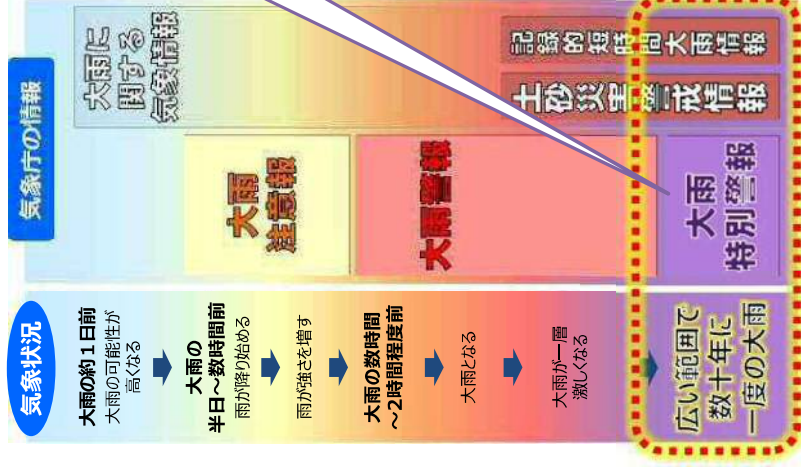 気象状況
気象庁の情報
大雨の約1日前
大雨の可能性が
高くなる
大雨の
半日~数時間前
雨が降り始める
雨が強さを増す
大雨の数時間
~2時間程度前
大雨となる
大雨が一層
激しくなる
広い範囲で
数十年に
一度の大雨
大雨に
関する
気象情報
大雨
注意報
大雨警報
大雨
特別警報
土砂災害警戒情報
記録的短時間大雨情報